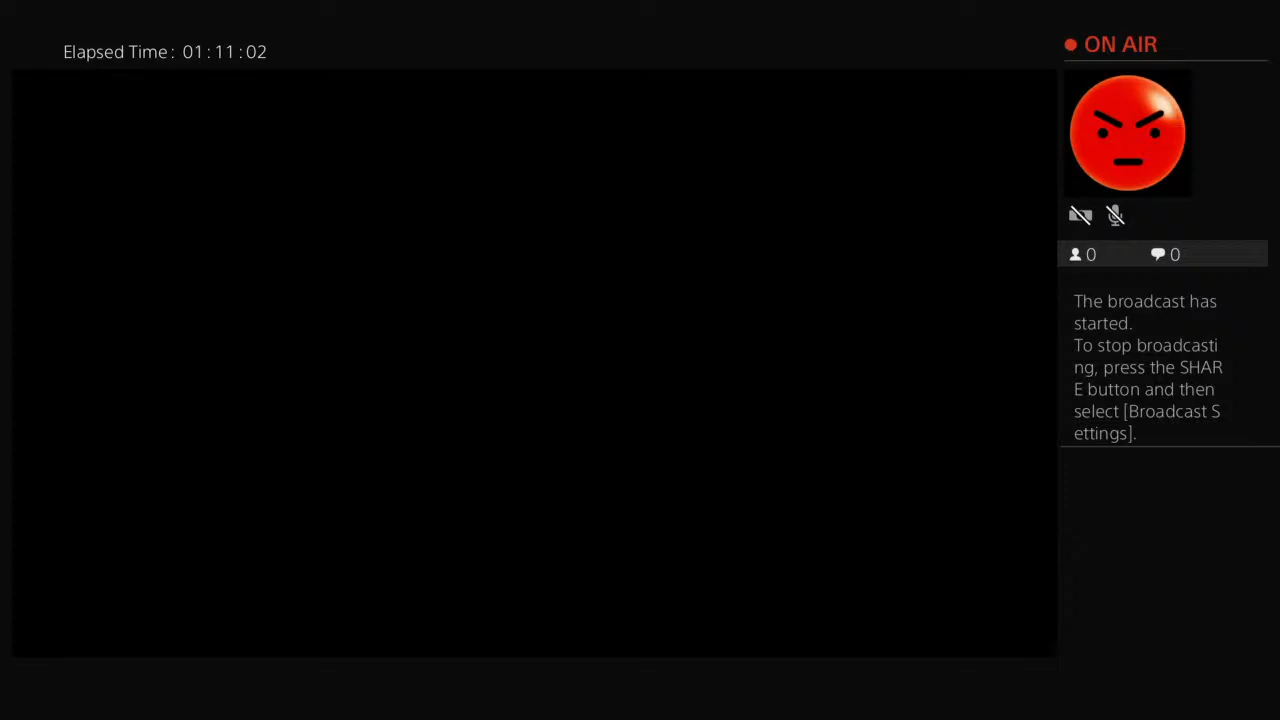 Elapsed Time: 01:11:02
ON AIR
0 0
The broadcast has
started.
To stop broadcasti
ng, press the SHAR
E button and then
select [Broadcast S
ettings].